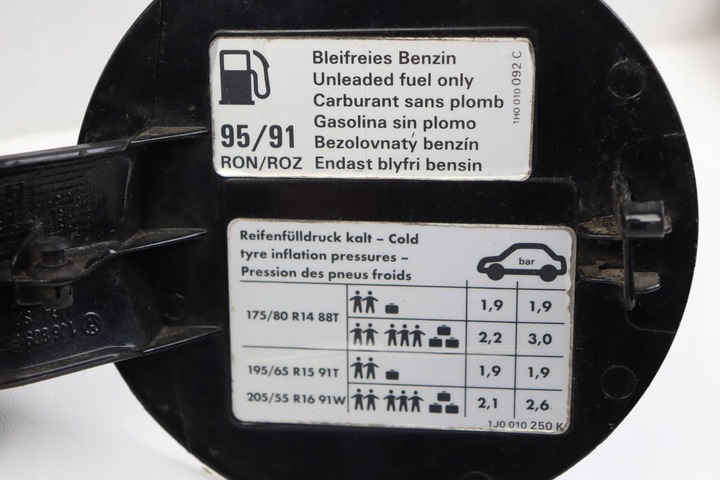 Bleifreies Benzin
Unleaded fuel only
Carburant sans plomb
Gasolina sin plomo
Bezolovnatý benzín
Endast blyfri bensin
95/91
RON/ROZ
1H0 010 092 C
Reifenfülldruck kalt – Cold
tyre inflation pressures –
Pression des pneus froids
bar
175/80 R14 88T 1,9 1,9
2,2 3,0
195/65 R15 91T 1,9 1,9
205/55 R16 91W 2,1 2,6
1J0 010 250 K